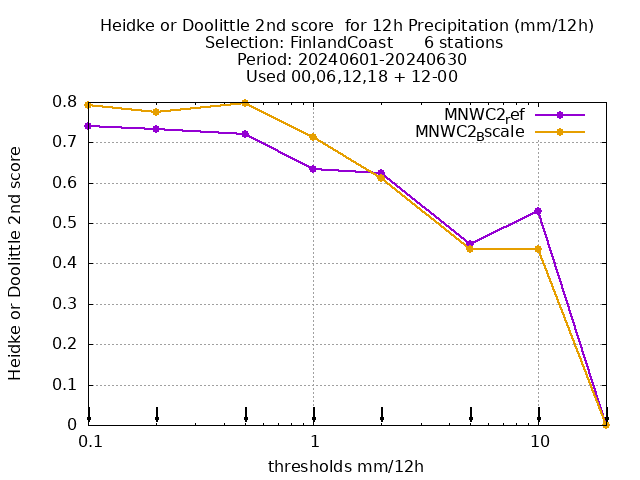 Heidke or Doolittle 2nd score  for 12h Precipitation (mm/12h)
Selection: FinlandCoast      6 stations
Period: 20240601-20240630
Used 00,06,12,18 + 12-00
MNWC2_ref
MNWC2_Bscale
Heidke or Doolittle 2nd score
0.8
0.7
0.6
0.5
0.4
0.3
0.2
0.1
0
0.1 1 10
thresholds mm/12h